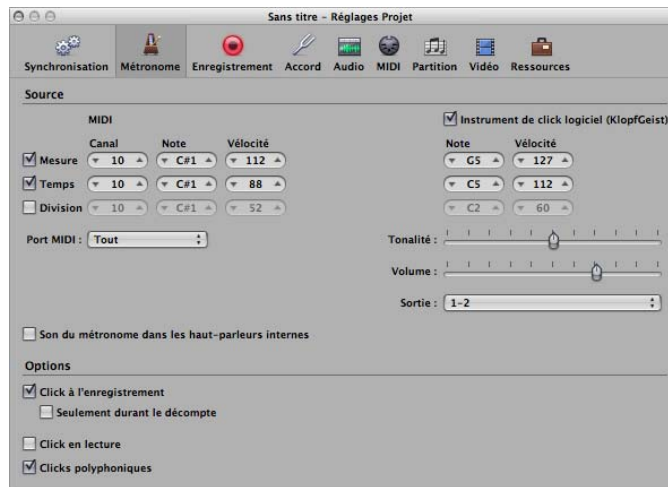 Sans titre – Réglages Projet
Synchronisation Métronome Enregistrement Accord Audio MIDI Partition Vidéo Ressources
Source
MIDI
Instrument de click logiciel (KlopfGeist)
Canal Note Vélocité Note Vélocité
Mesure 10 C#1 112 G5 127
Temps 10 C#1 88 C5 112
Division 10 C#1 52 C2 60
Port MIDI : Tout Tonalité :
Volume :
Sortie : 1-2
Son du métronome dans les haut-parleurs internes
Options
Click à l'enregistrement
Seulement durant le décompte
Click en lecture
Clicks polyphoniques